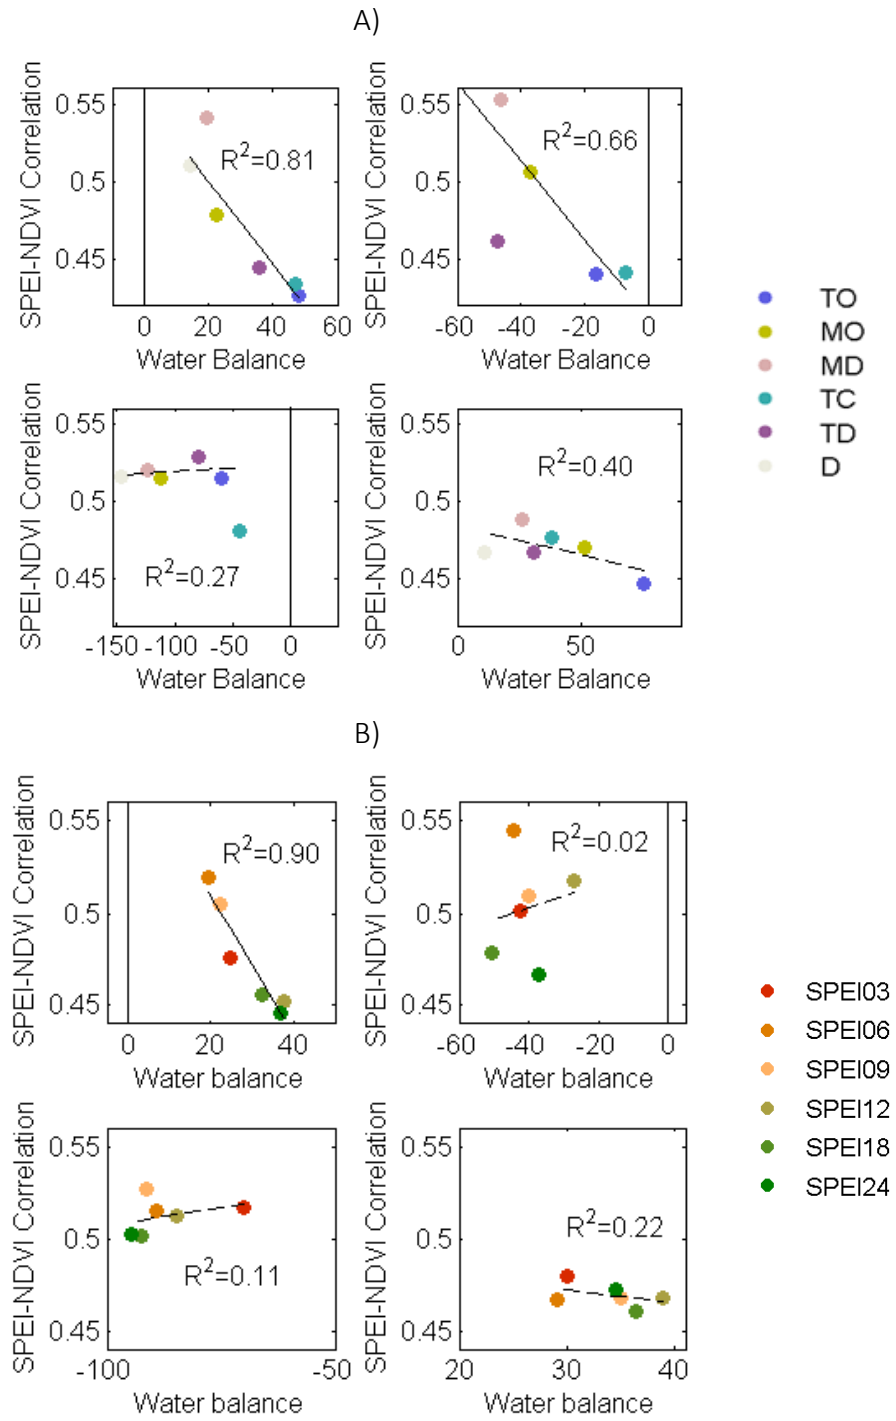 A)
SPEI-NDVI Correlation
0.55
0.5
0.45
R²=0.81
0 20 40 60
Water Balance
SPEI-NDVI Correlation
0.55
0.5
0.45
R²=0.66
-60 -40 -20 0
Water Balance
SPEI-NDVI Correlation
0.55
0.5
0.45
R²=0.27
-150 -100 -50 0
Water Balance
SPEI-NDVI Correlation
0.55
0.5
0.45
R²=0.40
0 50
Water Balance
TO
MO
MD
TC
TD
D
B)
SPEI-NDVI Correlation
0.55
0.5
0.45
R²=0.90
0 20 40
Water balance
SPEI-NDVI Correlation
0.55
0.5
0.45
R²=0.02
-60 -40 -20 0
Water balance
SPEI-NDVI Correlation
0.55
0.5
0.45
R²=0.11
-100 -50
Water balance
SPEI-NDVI Correlation
0.55
0.5
0.45
R²=0.22
20 30 40
Water balance
SPEI03
SPEI06
SPEI09
SPEI12
SPEI18
SPEI24